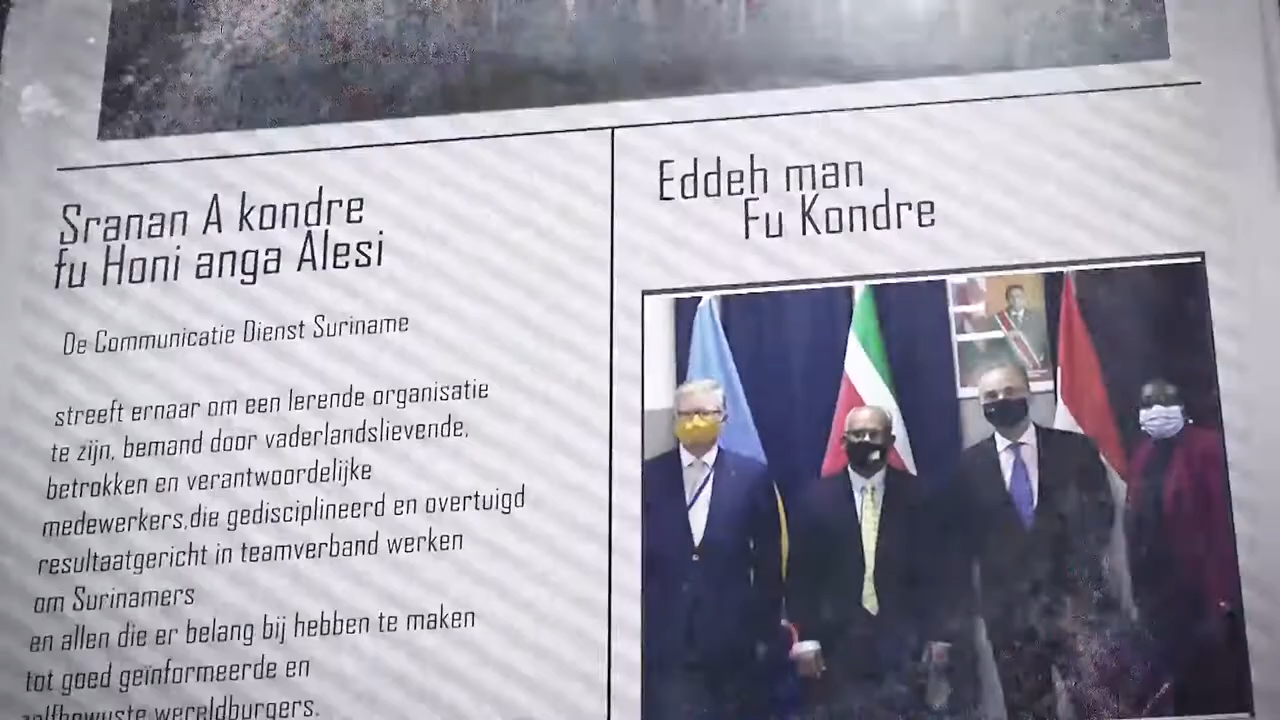 Sranan A kondre
fu Honi anga Alesi
De Communicatie Dienst Suriname
streeft ernaar om een lerende organisatie
te zijn, bemand door vaderlandslievende,
betrokken en verantwoordelijke
medewerkers,die gedisciplineerd en overtuigd
resultaatgericht in teamverband werken
om Surinamers
en allen die er belang bij hebben te maken
tot goed geïnformeerde en
zelfbewuste wereldburgers.
Eddeh man
Fu Kondre